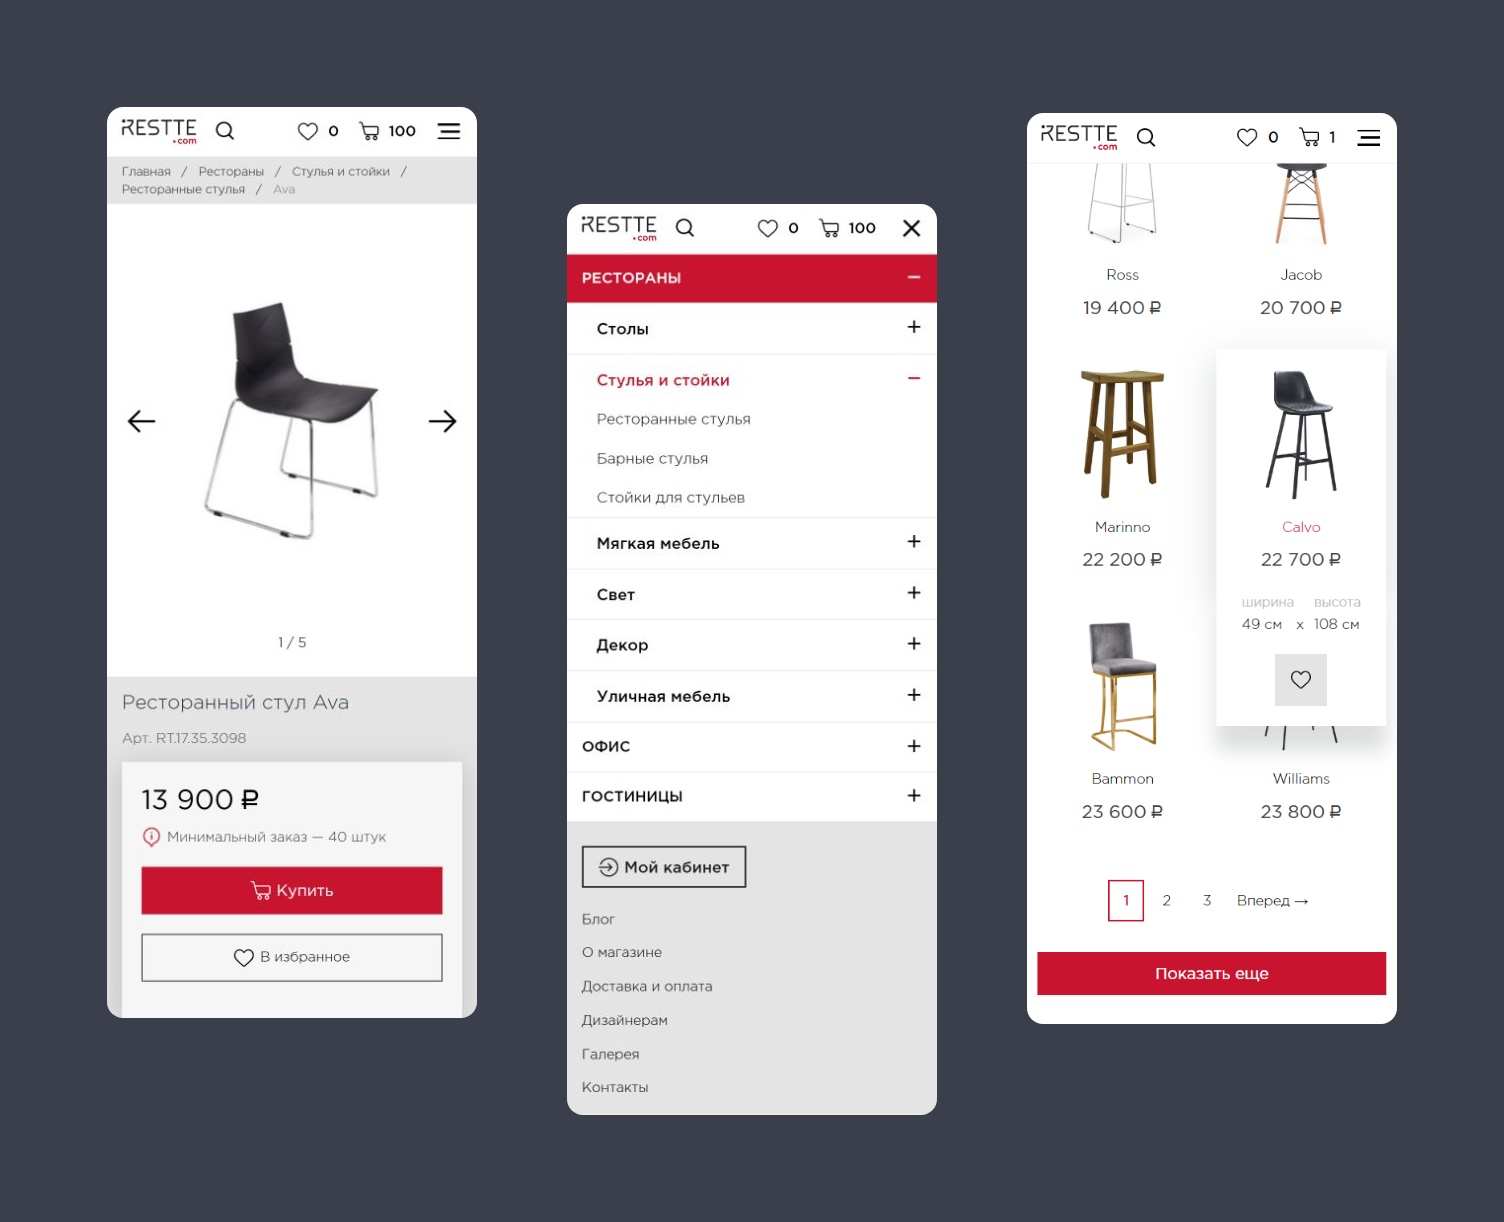 RESTTE
.com
0
100
Главная / Рестораны / Стулья и стойки /
Ресторанные стулья / Ava
1 / 5
Ресторанный стул Ava
Арт. RT.17.35.3098
13 900 ₽
Минимальный заказ — 40 штук
Купить
В избранное
RESTTE
.com
0
100
РЕСТОРАНЫ
Столы
Стулья и стойки
Ресторанные стулья
Барные стулья
Стойки для стульев
Мягкая мебель
Свет
Декор
Уличная мебель
ОФИС
ГОСТИНИЦЫ
Мой кабинет
Блог
О магазине
Доставка и оплата
Дизайнерам
Галерея
Контакты
RESTTE
.com
0
1
Ross
19 400 ₽
Jacob
20 700 ₽
Marinno
22 200 ₽
Calvo
22 700 ₽
ширина высота
49 см x 108 см
Bammon
23 600 ₽
Williams
23 800 ₽
1 2 3 Вперед →
Показать еще